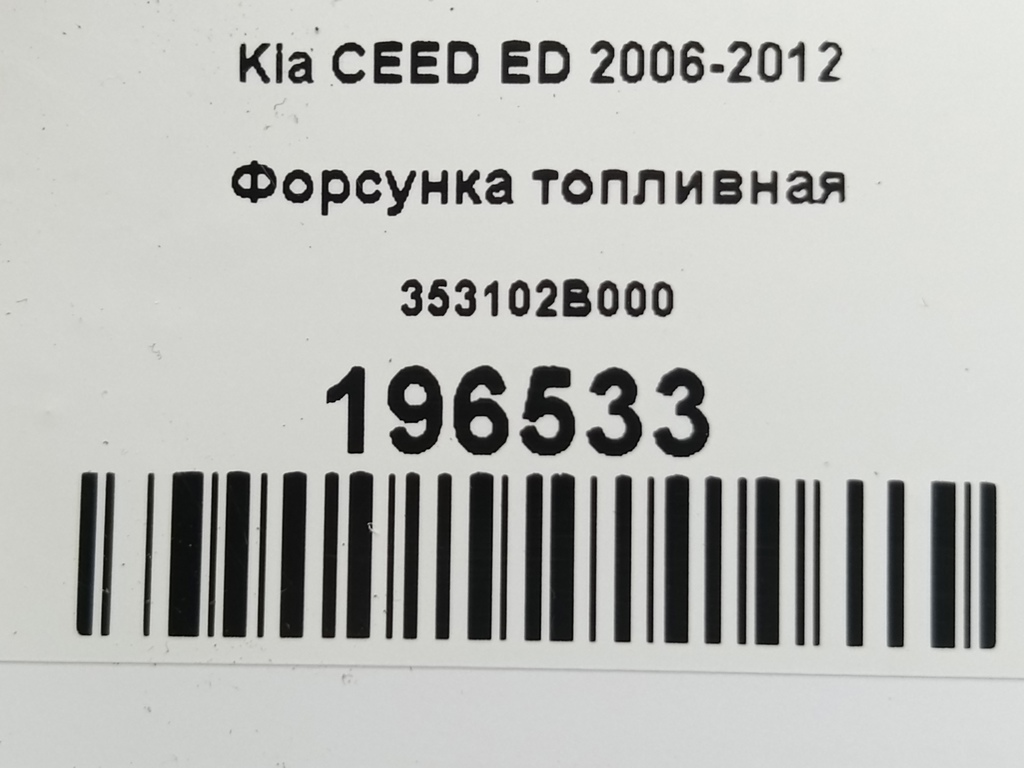 Kia CEED ED 2006-2012
Форсунка топливная
353102B000
196533